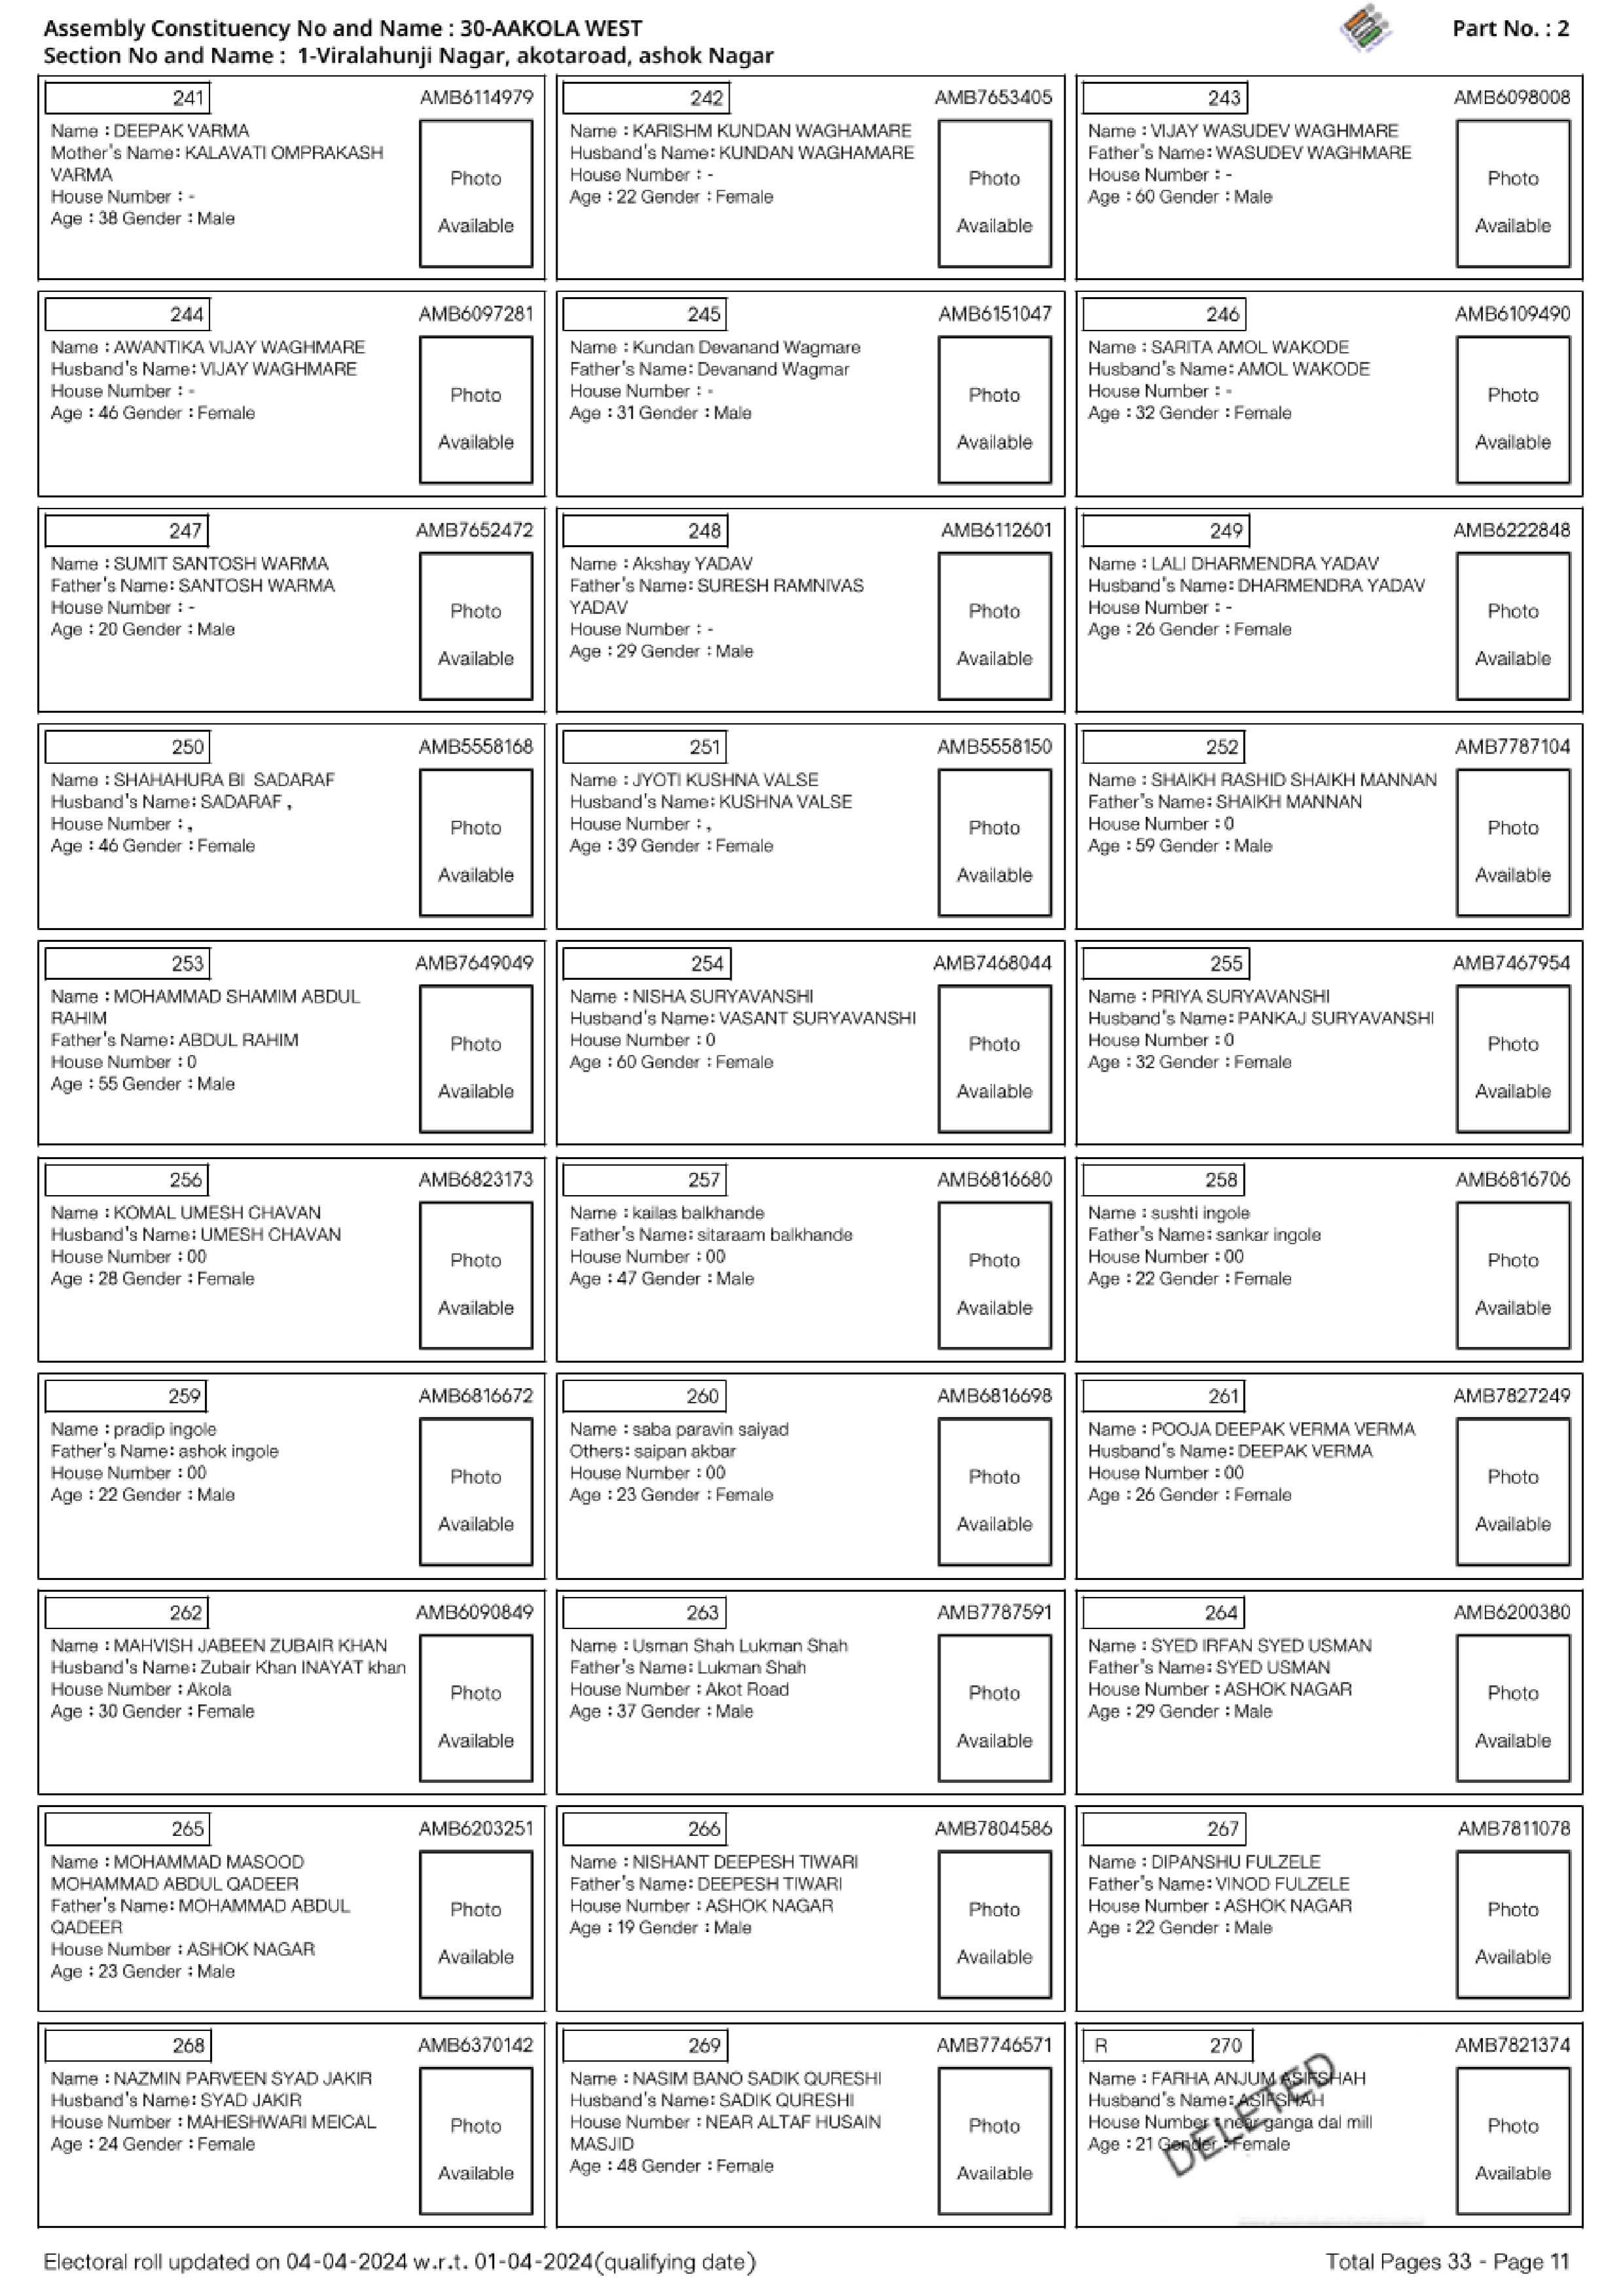 Assembly Constituency No and Name : 30-AAKOLA WEST
Part No. : 2
Section No and Name : 1-Viralahunji Nagar, akotaroad, ashok Nagar
241 AMB6114979
Name : DEEPAK VARMA
Mother's Name: KALAVATI OMPRAKASH
VARMA
House Number : -
Age : 38 Gender : Male
Photo
Available
242 AMB7653405
Name : KARISHM KUNDAN WAGHAMARE
Husband's Name: KUNDAN WAGHAMARE
House Number : -
Age : 22 Gender : Female
Photo
Available
243 AMB6098008
Name : VIJAY WASUDEV WAGHMARE
Father's Name: WASUDEV WAGHMARE
House Number : -
Age : 60 Gender : Male
Photo
Available
244 AMB6097281
Name : AWANTIKA VIJAY WAGHMARE
Husband's Name: VIJAY WAGHMARE
House Number : -
Age : 46 Gender : Female
Photo
Available
245 AMB6151047
Name : Kundan Devanand Wagmare
Father's Name: Devanand Wagmar
House Number : -
Age : 31 Gender : Male
Photo
Available
246 AMB6109490
Name : SARITA AMOL WAKODE
Husband's Name: AMOL WAKODE
House Number : -
Age : 32 Gender : Female
Photo
Available
247 AMB7652472
Name : SUMIT SANTOSH WARMA
Father's Name: SANTOSH WARMA
House Number : -
Age : 20 Gender : Male
Photo
Available
248 AMB6112601
Name : Akshay YADAV
Father's Name: SURESH RAMNIVAS
YADAV
House Number : -
Age : 29 Gender : Male
Photo
Available
249 AMB6222848
Name : LALI DHARMENDRA YADAV
Husband's Name: DHARMENDRA YADAV
House Number : -
Age : 26 Gender : Female
Photo
Available
250 AMB5558168
Name : SHAHAHURA BI SADARAF
Husband's Name: SADARAF ,
House Number : ,
Age : 46 Gender : Female
Photo
Available
251 AMB5558150
Name : JYOTI KUSHNA VALSE
Husband's Name: KUSHNA VALSE
House Number : ,
Age : 39 Gender : Female
Photo
Available
252 AMB7787104
Name : SHAIKH RASHID SHAIKH MANNAN
Father's Name: SHAIKH MANNAN
House Number : 0
Age : 59 Gender : Male
Photo
Available
253 AMB7649049
Name : MOHAMMAD SHAMIM ABDUL
RAHIM
Father's Name: ABDUL RAHIM
House Number : 0
Age : 55 Gender : Male
Photo
Available
254 AMB7468044
Name : NISHA SURYAVANSHI
Husband's Name: VASANT SURYAVANSHI
House Number : 0
Age : 60 Gender : Female
Photo
Available
255 AMB7467954
Name : PRIYA SURYAVANSHI
Husband's Name: PANKAJ SURYAVANSHI
House Number : 0
Age : 32 Gender : Female
Photo
Available
256 AMB6823173
Name : KOMAL UMESH CHAVAN
Husband's Name: UMESH CHAVAN
House Number : 00
Age : 28 Gender : Female
Photo
Available
257 AMB6816680
Name : kailas balkhande
Father's Name: sitaraam balkhande
House Number : 00
Age : 47 Gender : Male
Photo
Available
258 AMB6816706
Name : sushti ingole
Father's Name: sankar ingole
House Number : 00
Age : 22 Gender : Female
Photo
Available
259 AMB6816672
Name : pradip ingole
Father's Name: ashok ingole
House Number : 00
Age : 22 Gender : Male
Photo
Available
260 AMB6816698
Name : saba paravin saiyad
Others: saipan akbar
House Number : 00
Age : 23 Gender : Female
Photo
Available
261 AMB7827249
Name : POOJA DEEPAK VERMA VERMA
Husband's Name: DEEPAK VERMA
House Number : 00
Age : 26 Gender : Female
Photo
Available
262 AMB6090849
Name : MAHVISH JABEEN ZUBAIR KHAN
Husband's Name: Zubair Khan INAYAT khan
House Number : Akola
Age : 30 Gender : Female
Photo
Available
263 AMB7787591
Name : Usman Shah Lukman Shah
Father's Name: Lukman Shah
House Number : Akot Road
Age : 37 Gender : Male
Photo
Available
264 AMB6200380
Name : SYED IRFAN SYED USMAN
Father's Name: SYED USMAN
House Number : ASHOK NAGAR
Age : 29 Gender : Male
Photo
Available
265 AMB6203251
Name : MOHAMMAD MASOOD
MOHAMMAD ABDUL QADEER
Father's Name: MOHAMMAD ABDUL
QADEER
House Number : ASHOK NAGAR
Age : 23 Gender : Male
Photo
Available
266 AMB7804586
Name : NISHANT DEEPESH TIWARI
Father's Name: DEEPESH TIWARI
House Number : ASHOK NAGAR
Age : 19 Gender : Male
Photo
Available
267 AMB7811078
Name : DIPANSHU FULZELE
Father's Name: VINOD FULZELE
House Number : ASHOK NAGAR
Age : 22 Gender : Male
Photo
Available
268 AMB6370142
Name : NAZMIN PARVEEN SYAD JAKIR
Husband's Name: SYAD JAKIR
House Number : MAHESHWARI MEICAL
Age : 24 Gender : Female
Photo
Available
269 AMB7746571
Name : NASIM BANO SADIK QURESHI
Husband's Name: SADIK QURESHI
House Number : NEAR ALTAF HUSAIN
MASJID
Age : 48 Gender : Female
Photo
Available
R 270 AMB7821374
Name : FARHA ANJUM ASIFSHAH
Husband's Name: ASIFSHAH
House Number : near ganga dal mill
Age : 21 Gender : Female
DELETED
Photo
Available
Electoral roll updated on 04-04-2024 w.r.t. 01-04-2024(qualifying date)
Total Pages 33 - Page 11